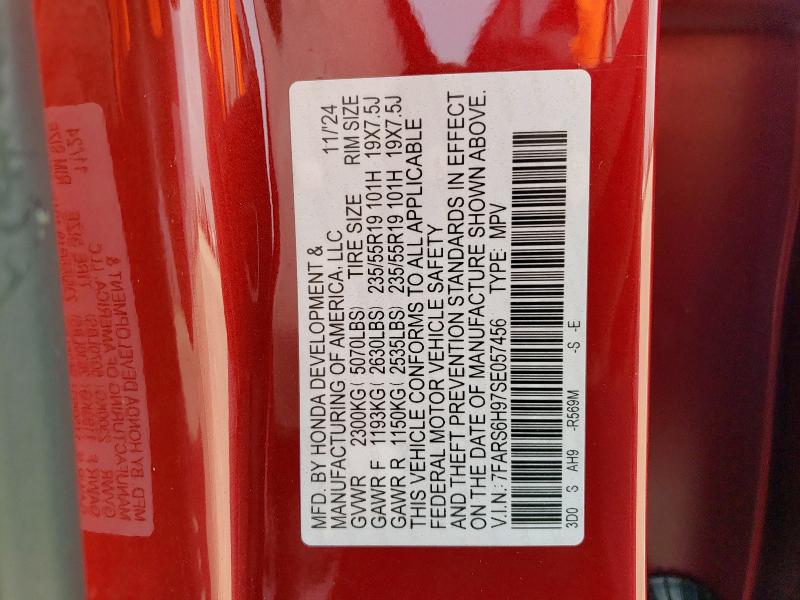 MFD. BY HONDA DEVELOPMENT & 11/'24
MANUFACTURING OF AMERICA, LLC
GVWR 2300KG( 5070LBS) TIRE SIZE RIM SIZE
GAWR F 1193KG( 2630LBS) 235/55R19 101H 19X7.5J
GAWR R 1150KG( 2535LBS) 235/55R19 101H 19X7.5J
THIS VEHICLE CONFORMS TO ALL APPLICABLE
FEDERAL MOTOR VEHICLE SAFETY
AND THEFT PREVENTION STANDARDS IN EFFECT
ON THE DATE OF MANUFACTURE SHOWN ABOVE.
V.I.N.: 7FARS6H97SE057456 TYPE: MPV
3D0 S AH9 -R569M -S -E